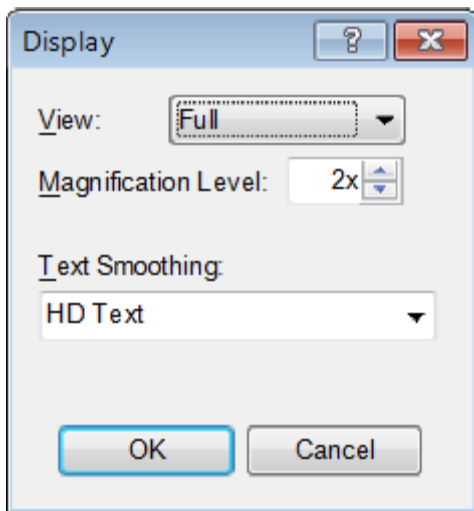 Display
View: Full
Magnification Level: 2x
Text Smoothing:
HD Text
OK Cancel